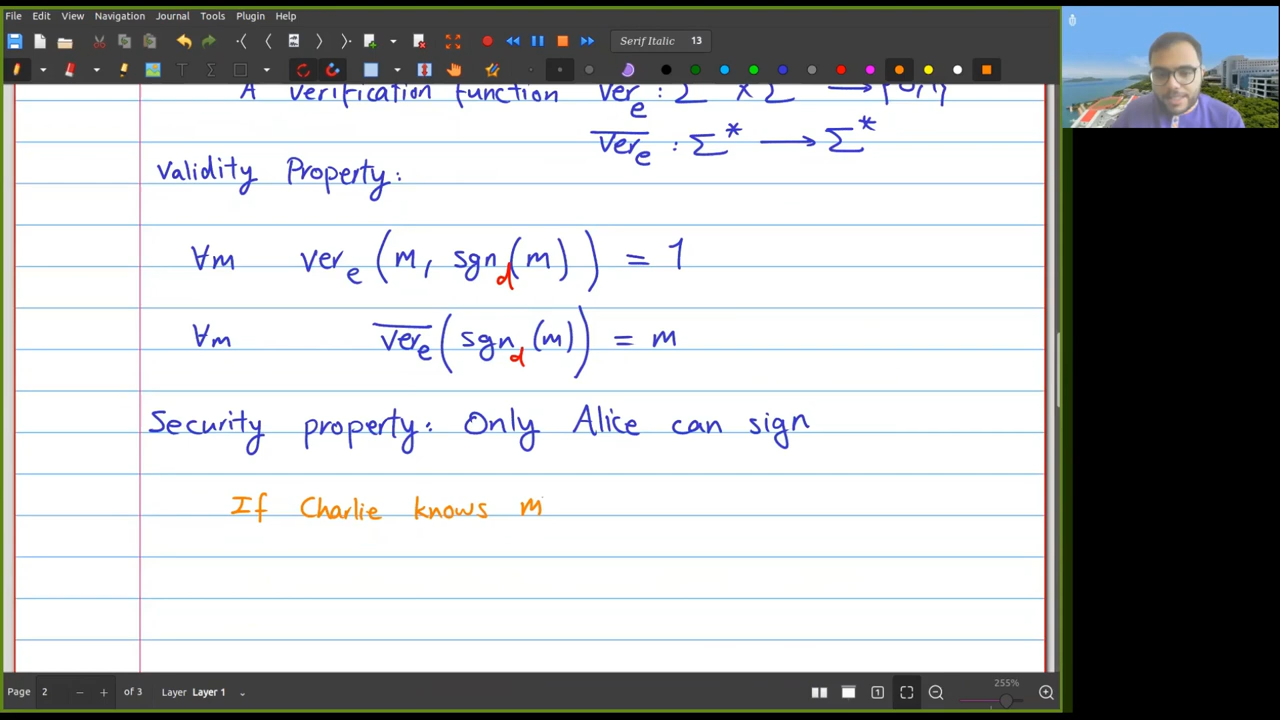 File Edit View Navigation Journal Tools Plugin Help
Serif Italic 13
A verification function ver_e : Σ* × Σ* → {0,1}
\overline{ver_e} : Σ* → Σ*
Validity Property:
∀m ver_e (m, sgn_d(m)) = 1
∀m \overline{ver_e} (sgn_d(m)) = m
Security property: Only Alice can sign
If Charlie knows m
Page 2 of 3 Layer Layer 1 255%